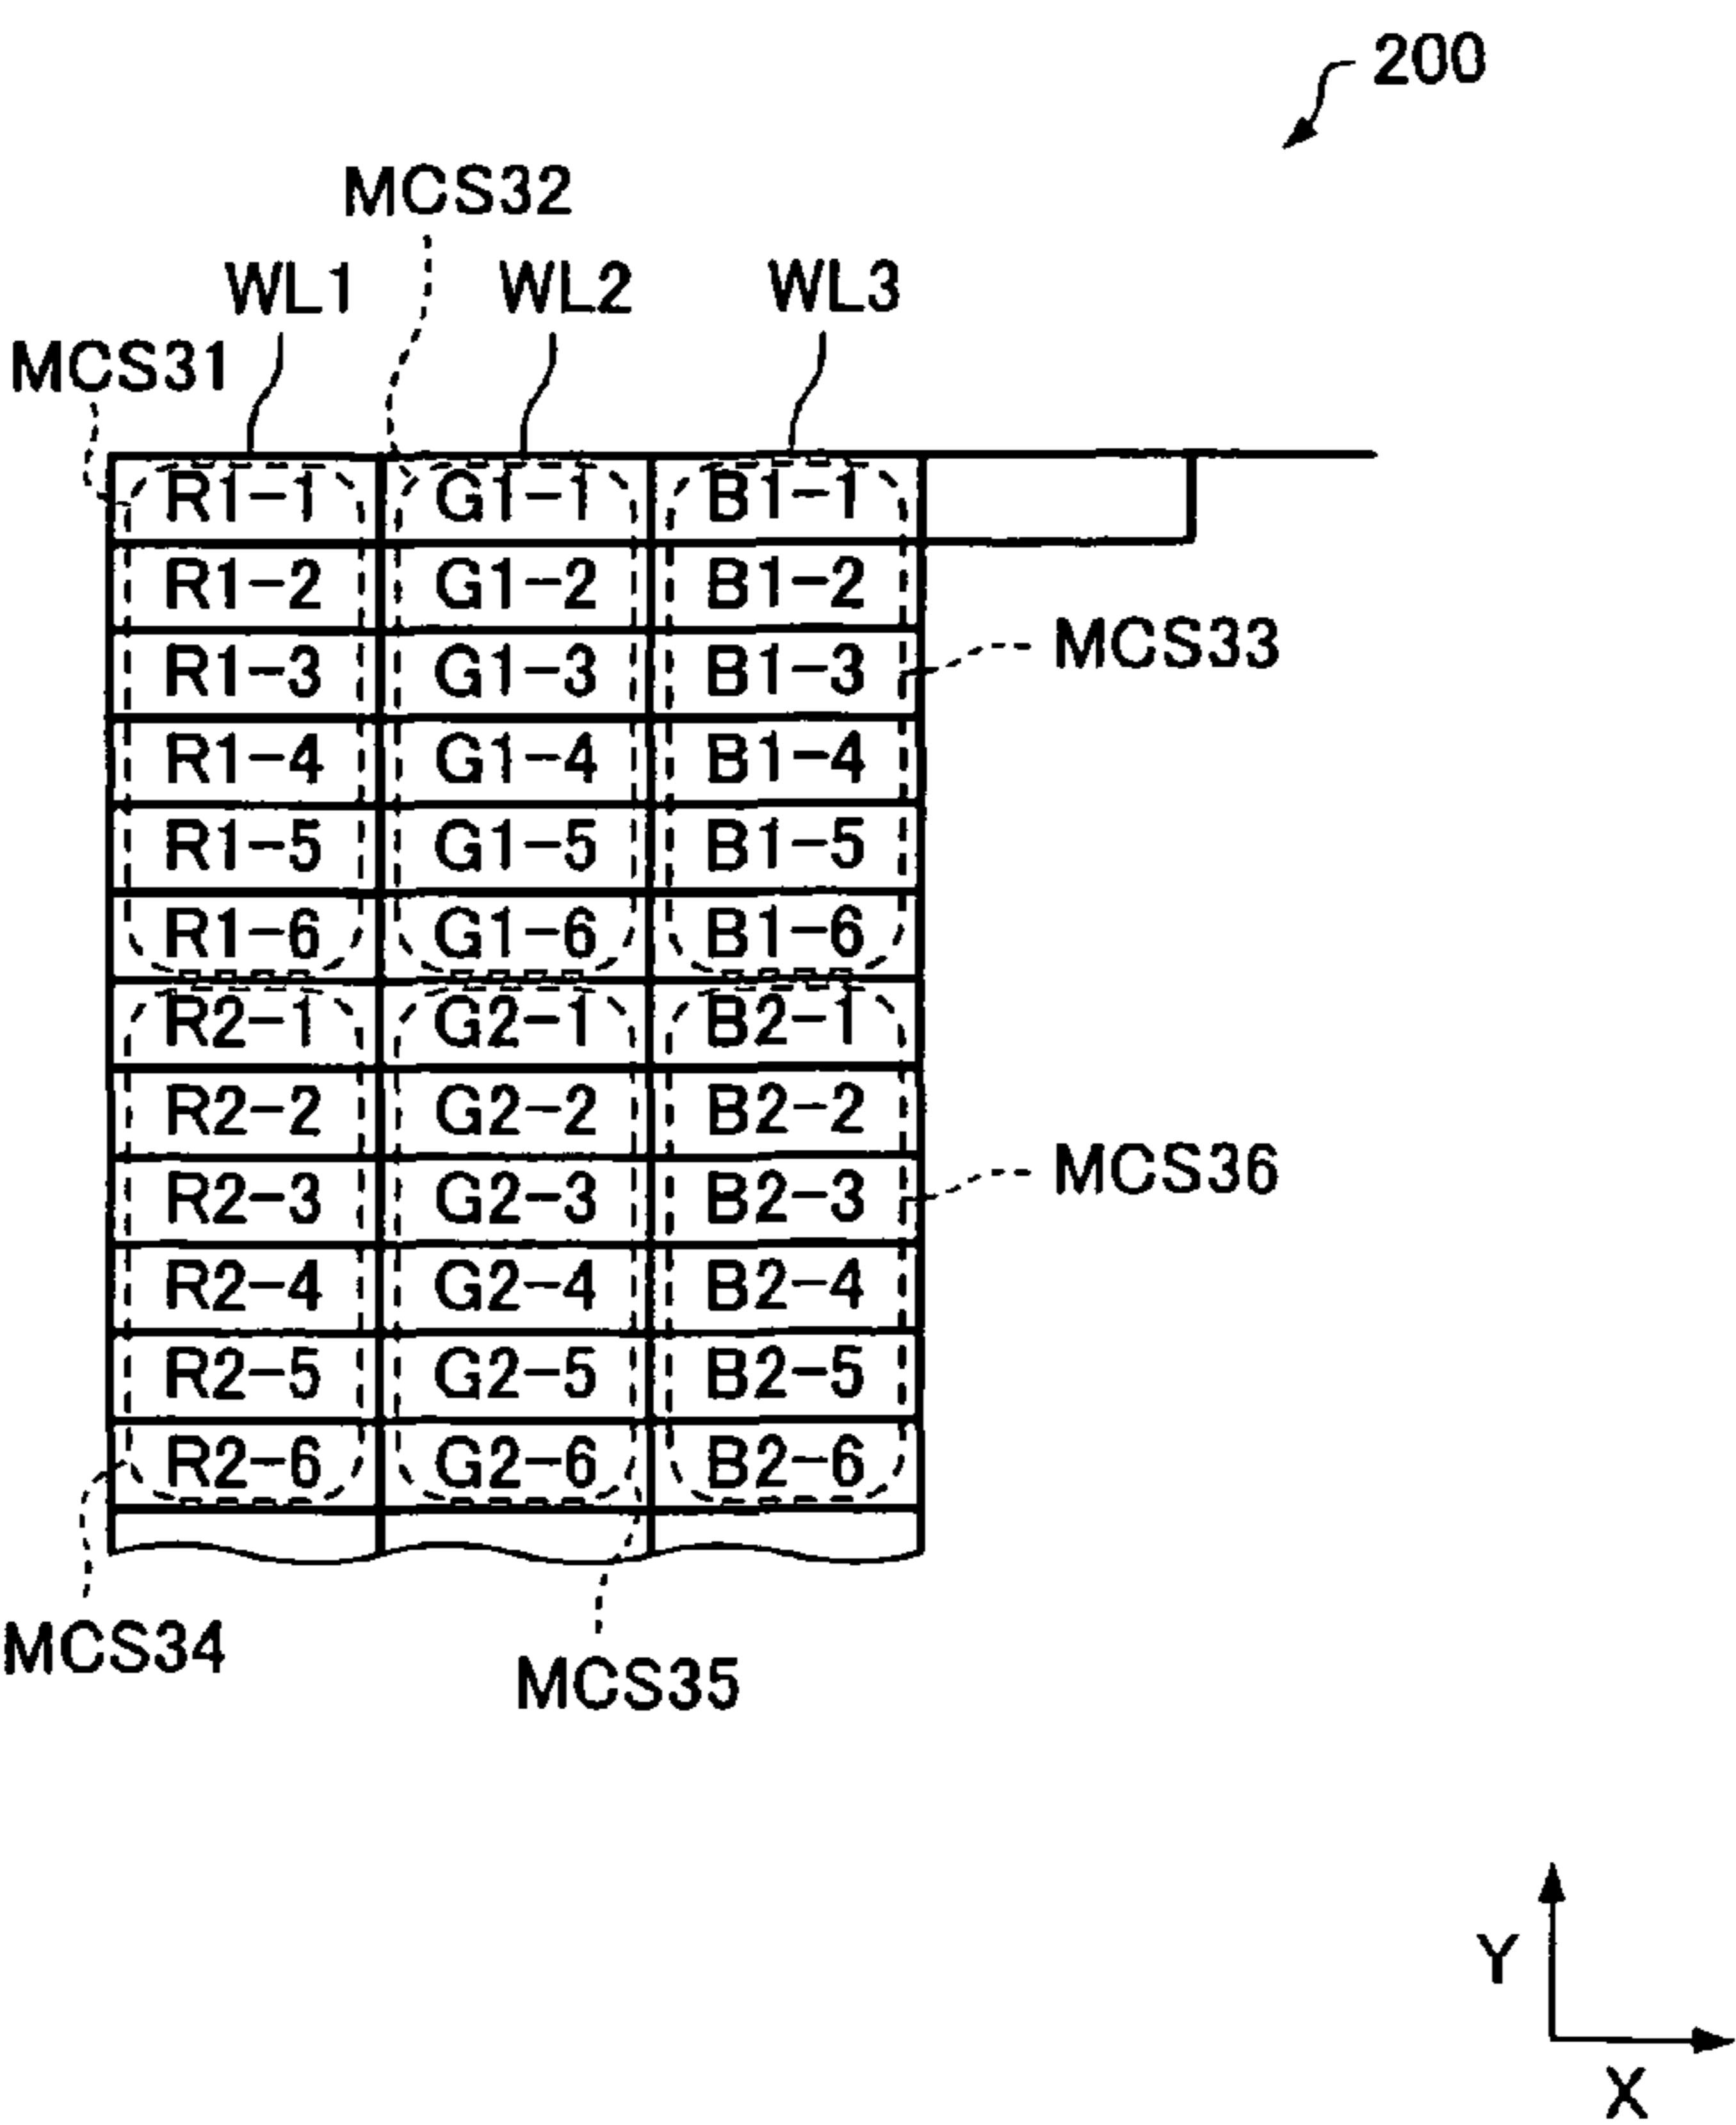 200
MCS32
WL1 WL2 WL3
MCS31
R1-1 G1-1 B1-1
R1-2 G1-2 B1-2
R1-3 G1-3 B1-3 MCS33
R1-4 G1-4 B1-4
R1-5 G1-5 B1-5
R1-6 G1-6 B1-6
R2-1 G2-1 B2-1
R2-2 G2-2 B2-2
R2-3 G2-3 B2-3 MCS36
R2-4 G2-4 B2-4
R2-5 G2-5 B2-5
R2-6 G2-6 B2-6
MCS34
MCS35
Y
X